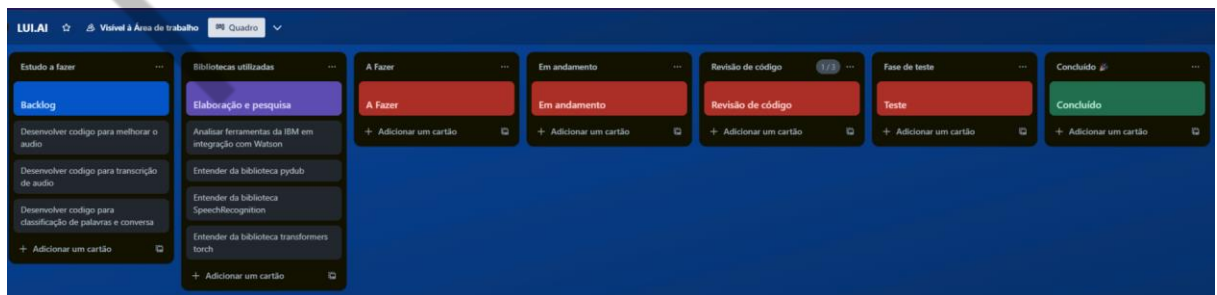 LUI.AI Visível à Área de trabalho Quadro
Estudo a fazer
Backlog
Desenvolver codigo para melhorar o
audio
Desenvolver codigo para transcrição
de audio
Desenvolver codigo para
classificação de palavras e conversa
+ Adicionar um cartão
Bibliotecas utilizadas
Elaboração e pesquisa
Analisar ferramentas da IBM em
integração com Watson
Entender da biblioteca pydub
Entender da biblioteca
SpeechRecognition
Entender da biblioteca transformers
torch
+ Adicionar um cartão
A Fazer
A Fazer
+ Adicionar um cartão
Em andamento
Em andamento
+ Adicionar um cartão
Revisão de código 1/3
Revisão de código
+ Adicionar um cartão
Fase de teste
Teste
+ Adicionar um cartão
Concluído 🎉
Concluído
+ Adicionar um cartão